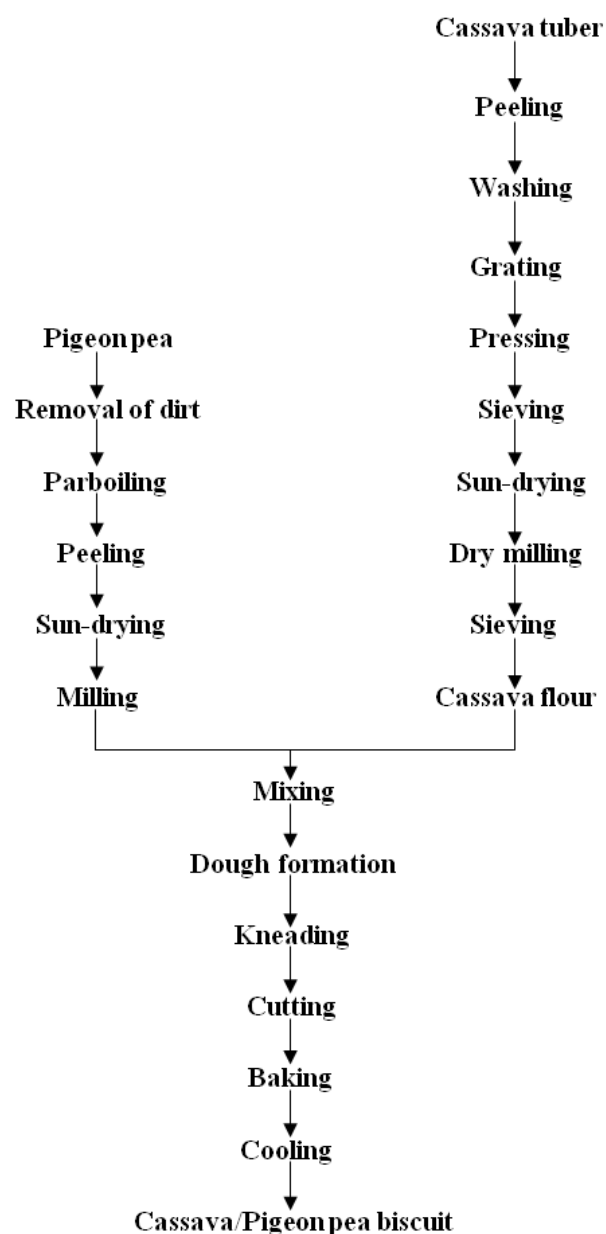 Cassava tuber
Peeling
Washing
Grating
Pressing
Sieving
Sun-drying
Dry milling
Sieving
Cassava flour
Pigeon pea
Removal of dirt
Parboiling
Peeling
Sun-drying
Milling
Mixing
Dough formation
Kneading
Cutting
Baking
Cooling
Cassava/Pigeon pea biscuit